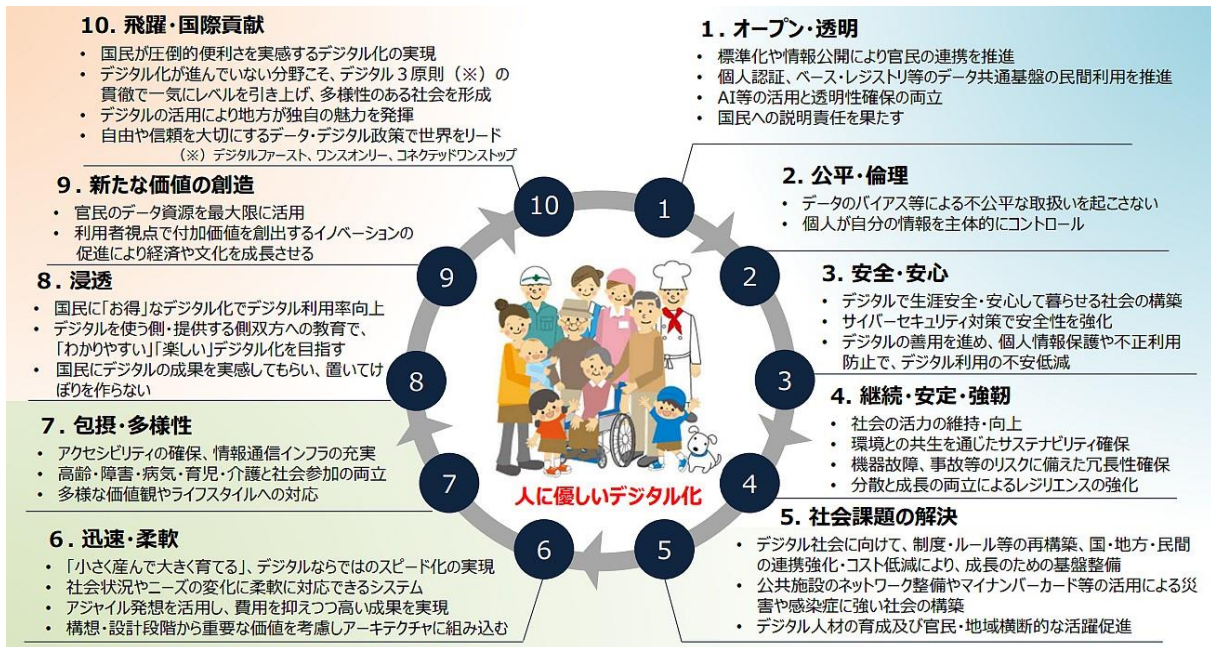 10. 飛躍・国際貢献
• 国民が圧倒的便利さを実感するデジタル化の実現
• デジタル化が進んでいない分野こそ、デジタル3原則（※）の
貫徹で一気にレベルを引き上げ、多様性のある社会を形成
• デジタルの活用により地方が独自の魅力を発揮
• 自由や信頼を大切にするデータ・デジタル政策で世界をリード
（※）デジタルファースト、ワンスオンリー、コネクテッドワンストップ
9．新たな価値の創造
• 官民のデータ資源を最大限に活用
• 利用者視点で付加価値を創出するイノベーションの
促進により経済や文化を成長させる
8．浸透
• 国民に「お得」なデジタル化でデジタル利用率向上
• デジタルを使う側・提供する側双方への教育で、
「わかりやすい」「楽しい」デジタル化を目指す
• 国民にデジタルの成果を実感してもらい、置いてけ
ぼりを作らない
7．包摂・多様性
• アクセシビリティの確保、情報通信インフラの充実
• 高齢・障害・病気・育児・介護と社会参加の両立
• 多様な価値観やライフスタイルへの対応
6．迅速・柔軟
• 「小さく産んで大きく育てる」、デジタルならではのスピード化の実現
• 社会状況やニーズの変化に柔軟に対応できるシステム
• アジャイル発想を活用し、費用を抑えつつ高い成果を実現
• 構想・設計段階から重要な価値を考慮しアーキテクチャに組み込む
1．オープン・透明
• 標準化や情報公開により官民の連携を推進
• 個人認証、ベース・レジストリ等のデータ共通基盤の民間利用を推進
• AI等の活用と透明性確保の両立
• 国民への説明責任を果たす
2．公平・倫理
• データのバイアス等による不公平な取扱いを起こさない
• 個人が自分の情報を主体的にコントロール
3．安全・安心
• デジタルで生涯安全・安心して暮らせる社会の構築
• サイバーセキュリティ対策で安全性を強化
• デジタルの善用を進め、個人情報保護や不正利用
防止で、デジタル利用の不安低減
4．継続・安定・強靭
• 社会の活力の維持・向上
• 環境との共生を通じたサステナビリティ確保
• 機器故障、事故等のリスクに備えた冗長性確保
• 分散と成長の両立によるレジリエンスの強化
5．社会課題の解決
• デジタル社会に向けて、制度・ルール等の再構築、国・地方・民間
の連携強化・コスト低減により、成長のための基盤整備
• 公共施設のネットワーク整備やマイナンバーカード等の活用による災
害や感染症に強い社会の構築
• デジタル人材の育成及び官民・地域横断的な活躍促進
10
1
9
2
8
3
7
4
6
5
人に優しいデジタル化